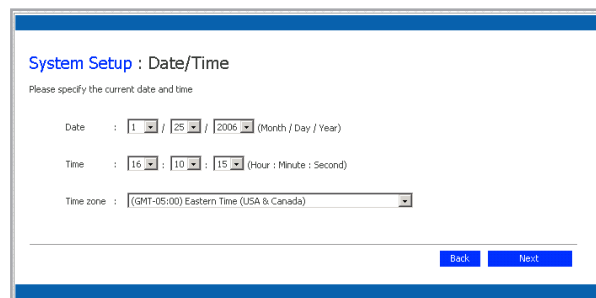 System Setup : Date/Time
Please specify the current date and time
Date : 1 / 25 / 2006 (Month / Day / Year)
Time : 16 : 10 : 15 (Hour : Minute : Second)
Time zone : (GMT-05:00) Eastern Time (USA & Canada)
Back Next